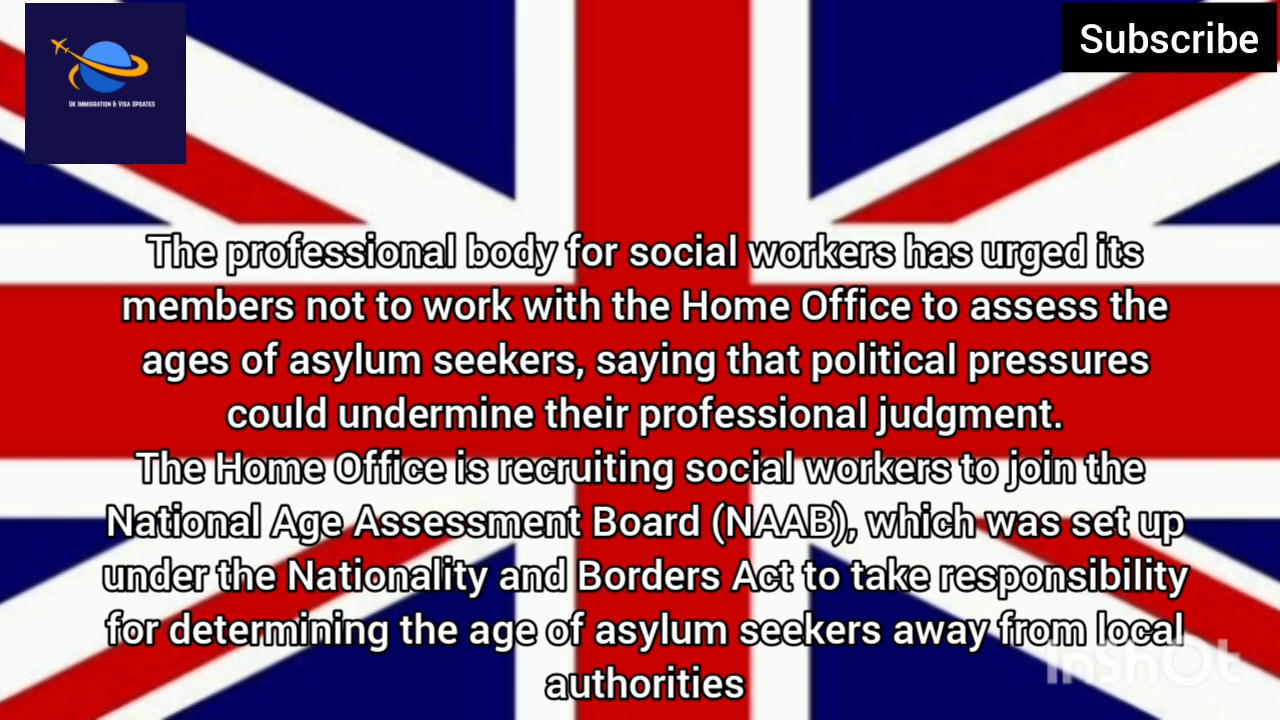 UK Immigration & Visa Updates
Subscribe
The professional body for social workers has urged its
members not to work with the Home Office to assess the
ages of asylum seekers, saying that political pressures
could undermine their professional judgment.
The Home Office is recruiting social workers to join the
National Age Assessment Board (NAAB), which was set up
under the Nationality and Borders Act to take responsibility
for determining the age of asylum seekers away from local
authorities
InShOt